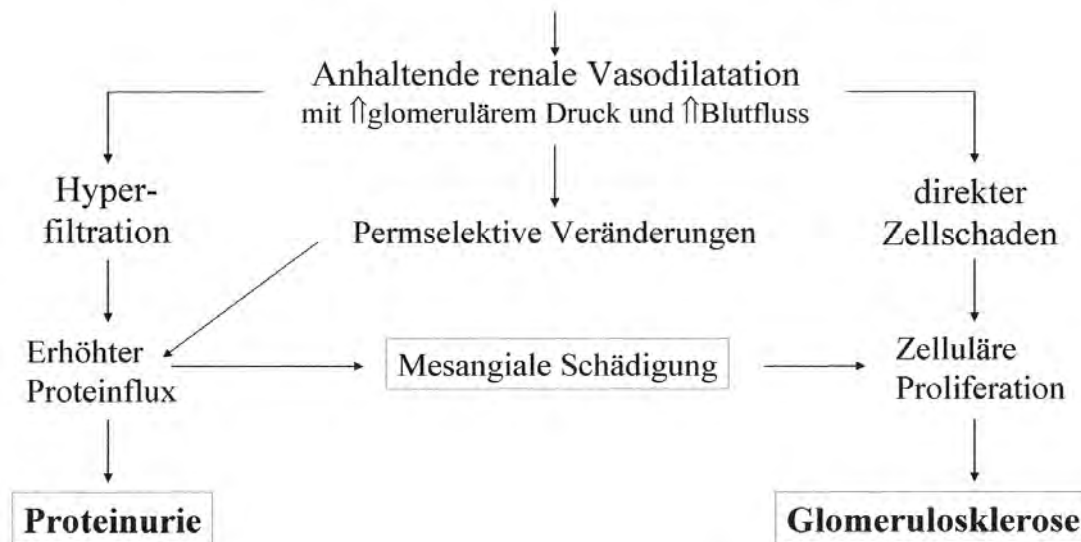 Anhaltende renale Vasodilatation
mit ⇑glomerulärem Druck und ⇑Blutfluss
Hyper-
filtration
Permselektive Veränderungen
direkter
Zellschaden
Erhöhter
Proteinflux
Mesangiale Schädigung
Zelluläre
Proliferation
Proteinurie
Glomerulosklerose